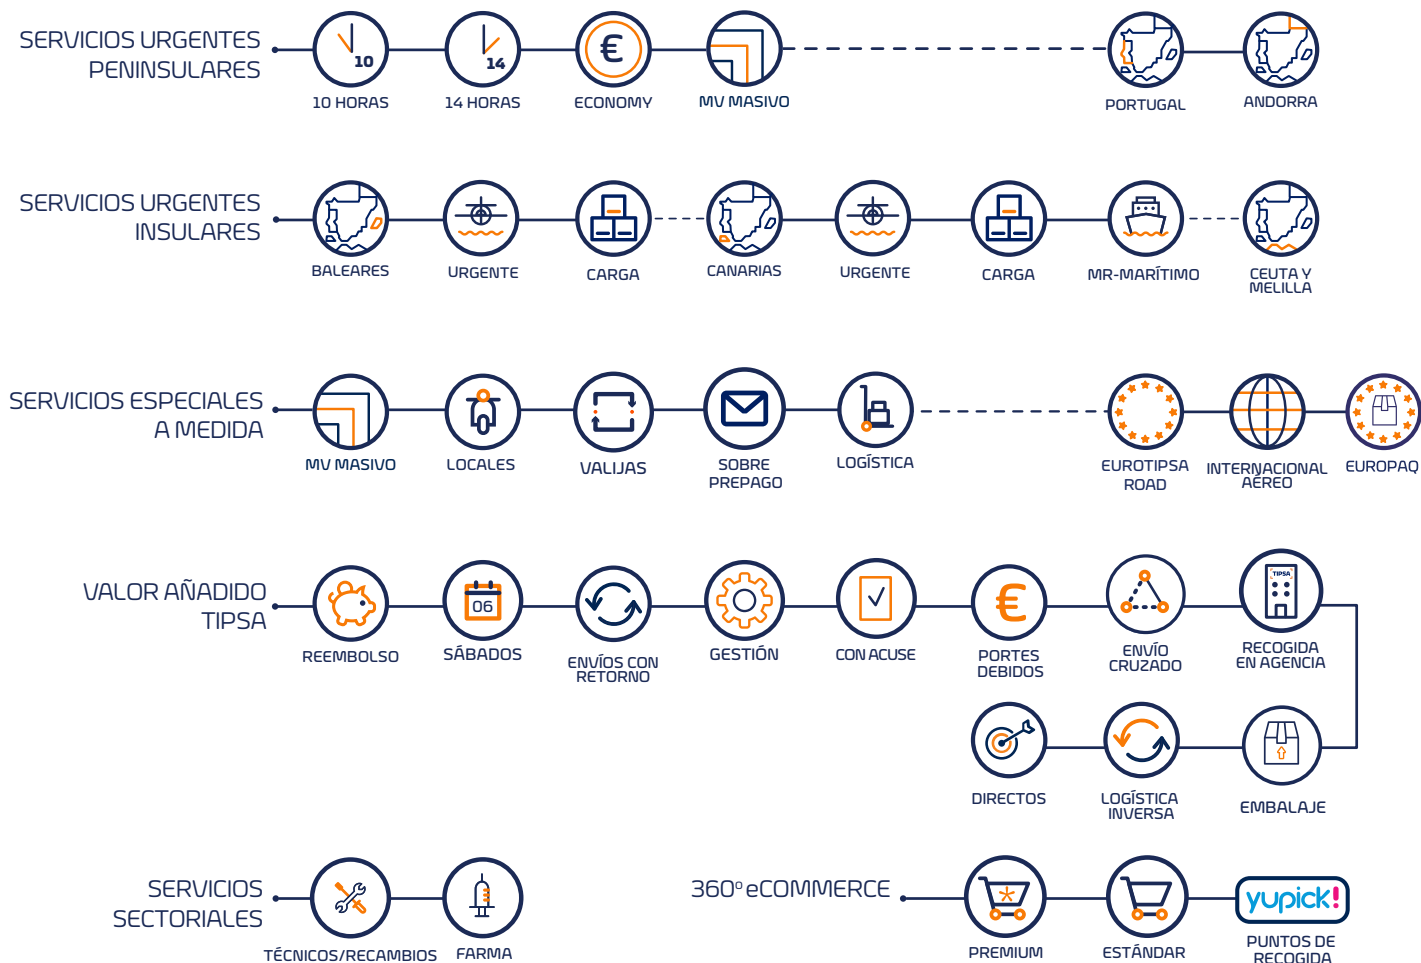 SERVICIOS URGENTES
PENINSULARES
10
14
€
10 HORAS
14 HORAS
ECONOMY
MV MASIVO
PORTUGAL
ANDORRA
SERVICIOS URGENTES
INSULARES
BALEARES
URGENTE
CARGA
CANARIAS
URGENTE
CARGA
MR-MARÍTIMO
CEUTA Y
MELILLA
SERVICIOS ESPECIALES
A MEDIDA
MV MASIVO
LOCALES
VALIJAS
SOBRE
PREPAGO
LOGÍSTICA
EUROTIPSA
ROAD
INTERNACIONAL
AÉREO
EUROPAQ
VALOR AÑADIDO
TIPSA
06
€
TIPSA
REEMBOLSO
SÁBADOS
ENVÍOS CON
RETORNO
GESTIÓN
CON ACUSE
PORTES
DEBIDOS
ENVÍO
CRUZADO
RECOGIDA
EN AGENCIA
DIRECTOS
LOGÍSTICA
INVERSA
EMBALAJE
SERVICIOS
SECTORIALES
TÉCNICOS/RECAMBIOS
FARMA
360º eCOMMERCE
PREMIUM
ESTÁNDAR
yupick!
PUNTOS DE
RECOGIDA